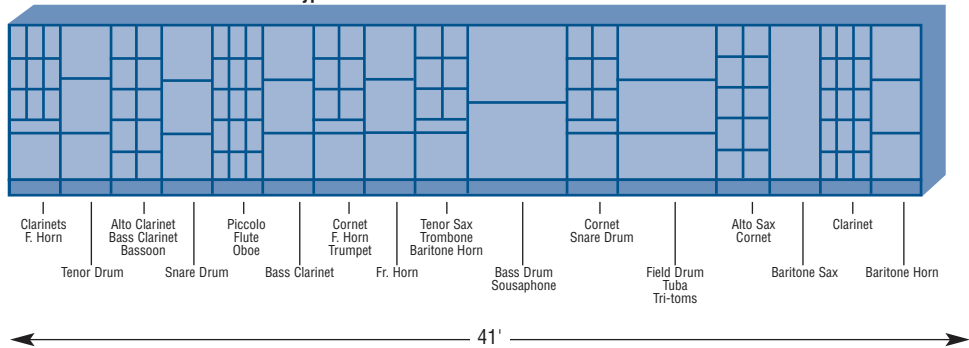 Clarinets
F. Horn
Tenor Drum
Alto Clarinet
Bass Clarinet
Bassoon
Snare Drum
Piccolo
Flute
Oboe
Bass Clarinet
Cornet
F. Horn
Trumpet
Fr. Horn
Tenor Sax
Trombone
Baritone Horn
Bass Drum
Sousaphone
Cornet
Snare Drum
Field Drum
Tuba
Tri-toms
Alto Sax
Cornet
Baritone Sax
Clarinet
Baritone Horn
41'